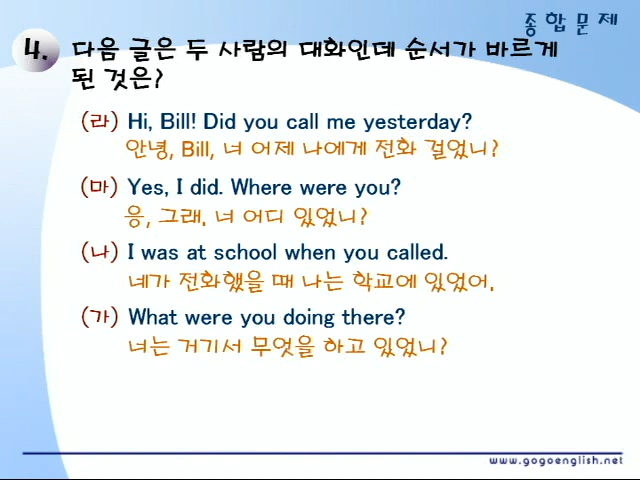 종합문제
4. 다음 글은 두 사람의 대화인데 순서가 바르게
된 것은?
(라) Hi, Bill! Did you call me yesterday?
안녕, Bill, 너 어제 나에게 전화 걸었니?
(마) Yes, I did. Where were you?
응, 그래. 너 어디 있었니?
(나) I was at school when you called.
네가 전화했을 때 나는 학교에 있었어.
(가) What were you doing there?
너는 거기서 무엇을 하고 있었니?
www.gogoenglish.net